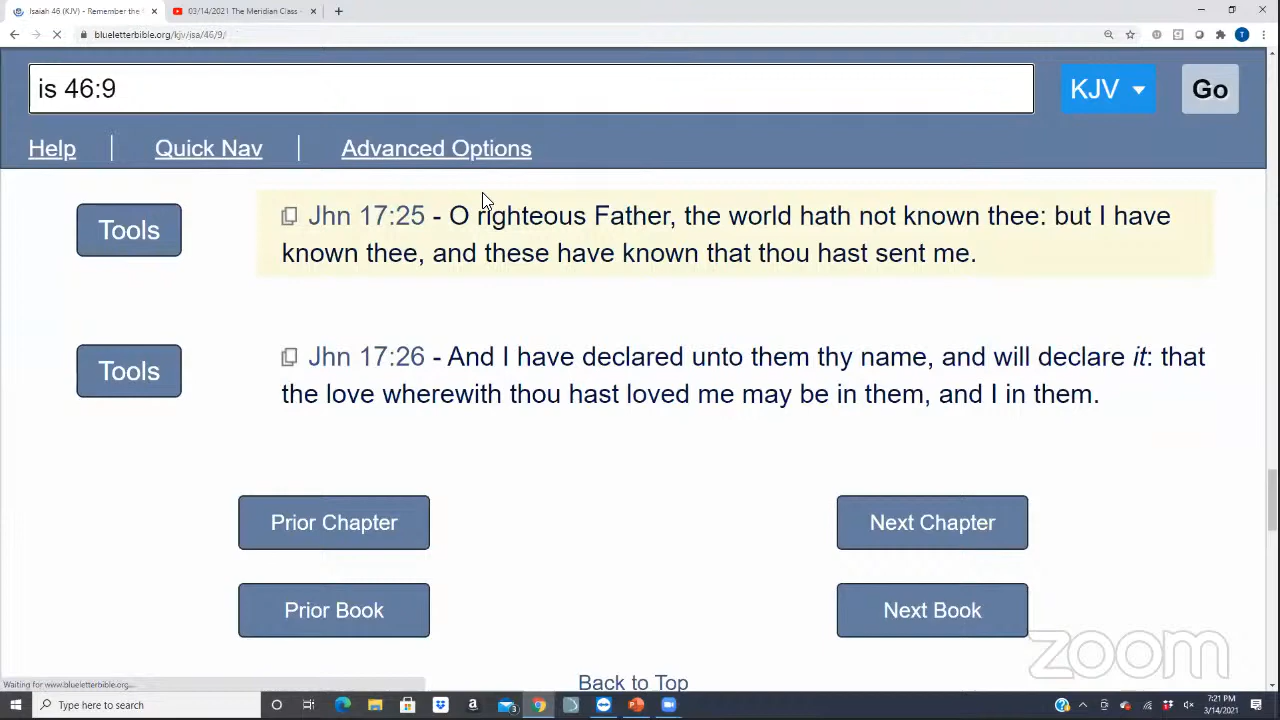 Isaiah 46 (KJV) - Remember the
03/14/2021 The Meridian Class -
blueletterbible.org/kjv/isa/46/9/
is 46:9
KJV
Go
Help
Quick Nav
Advanced Options
Tools
Jhn 17:25 - O righteous Father, the world hath not known thee: but I have
known thee, and these have known that thou hast sent me.
Tools
Jhn 17:26 - And I have declared unto them thy name, and will declare it: that
the love wherewith thou hast loved me may be in them, and I in them.
Prior Chapter
Next Chapter
Prior Book
Next Book
zoom
Back to Top
Waiting for www.blueletterbible.org...
Type here to search
7:21 PM
3/14/2021